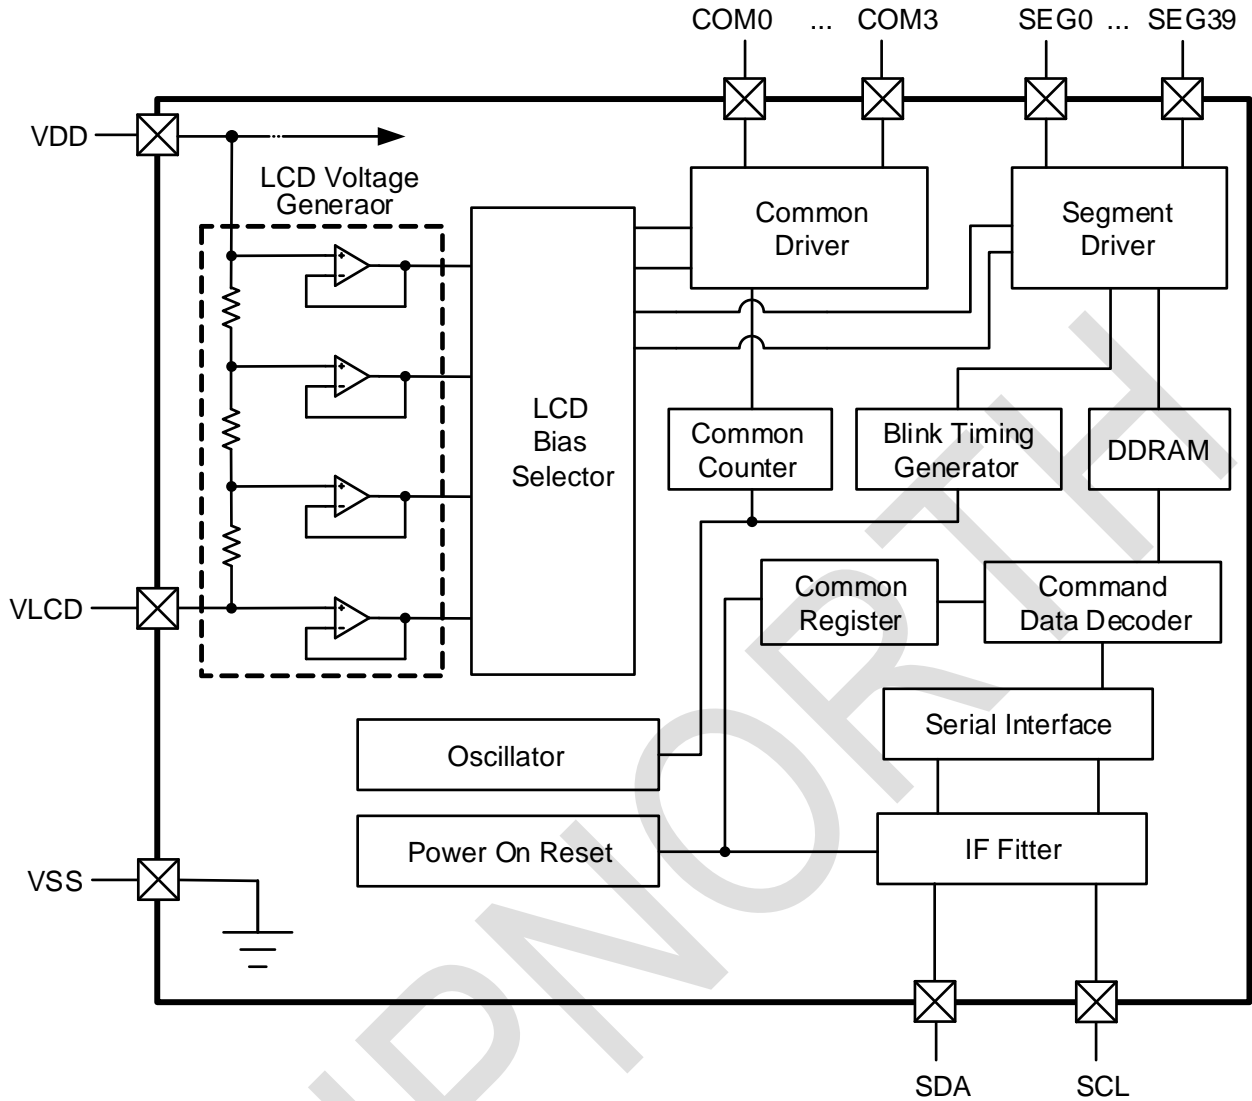 COM0 ... COM3 SEG0 ... SEG39
VDD
LCD Voltage
Generaor
Common
Driver
Segment
Driver
LCD
Bias
Selector
Common
Counter
Blink Timing
Generator
DDRAM
VLCD
Common
Register
Command
Data Decoder
Serial Interface
Oscillator
Power On Reset
IF Fitter
VSS
SDA
SCL